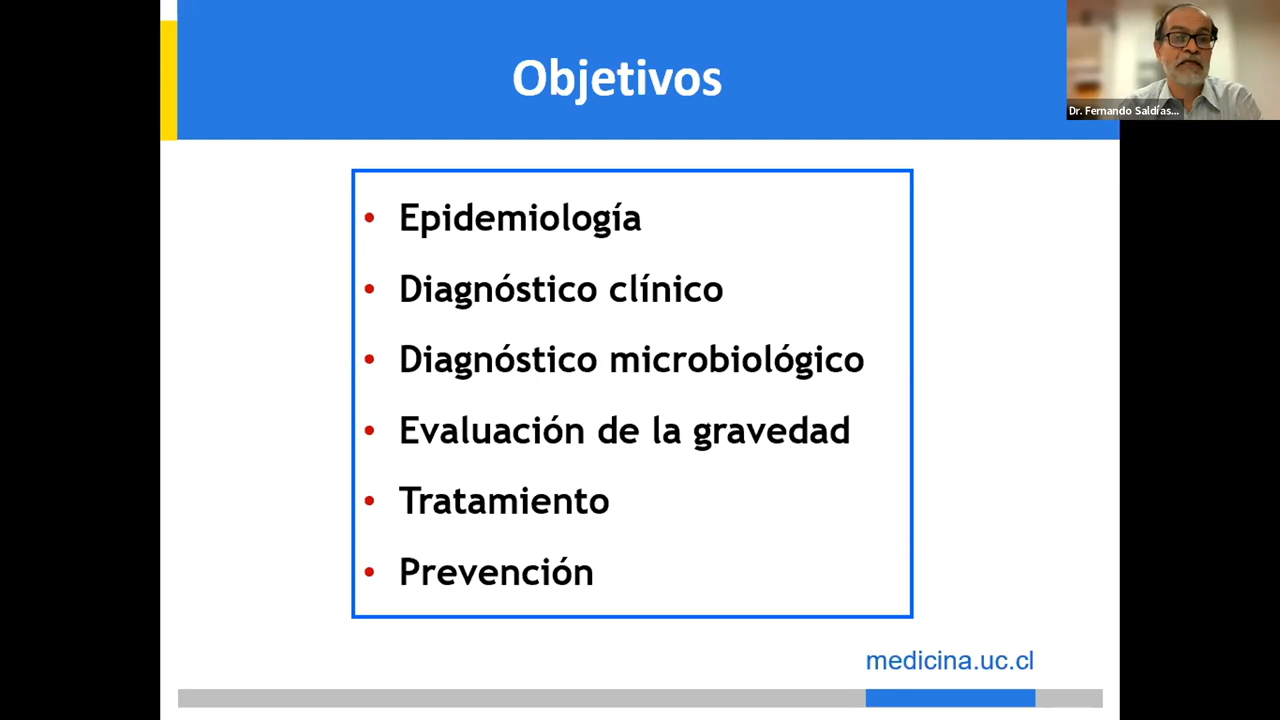 Objetivos
Dr. Fernando Saldías...
• Epidemiología
• Diagnóstico clínico
• Diagnóstico microbiológico
• Evaluación de la gravedad
• Tratamiento
• Prevención
medicina.uc.cl